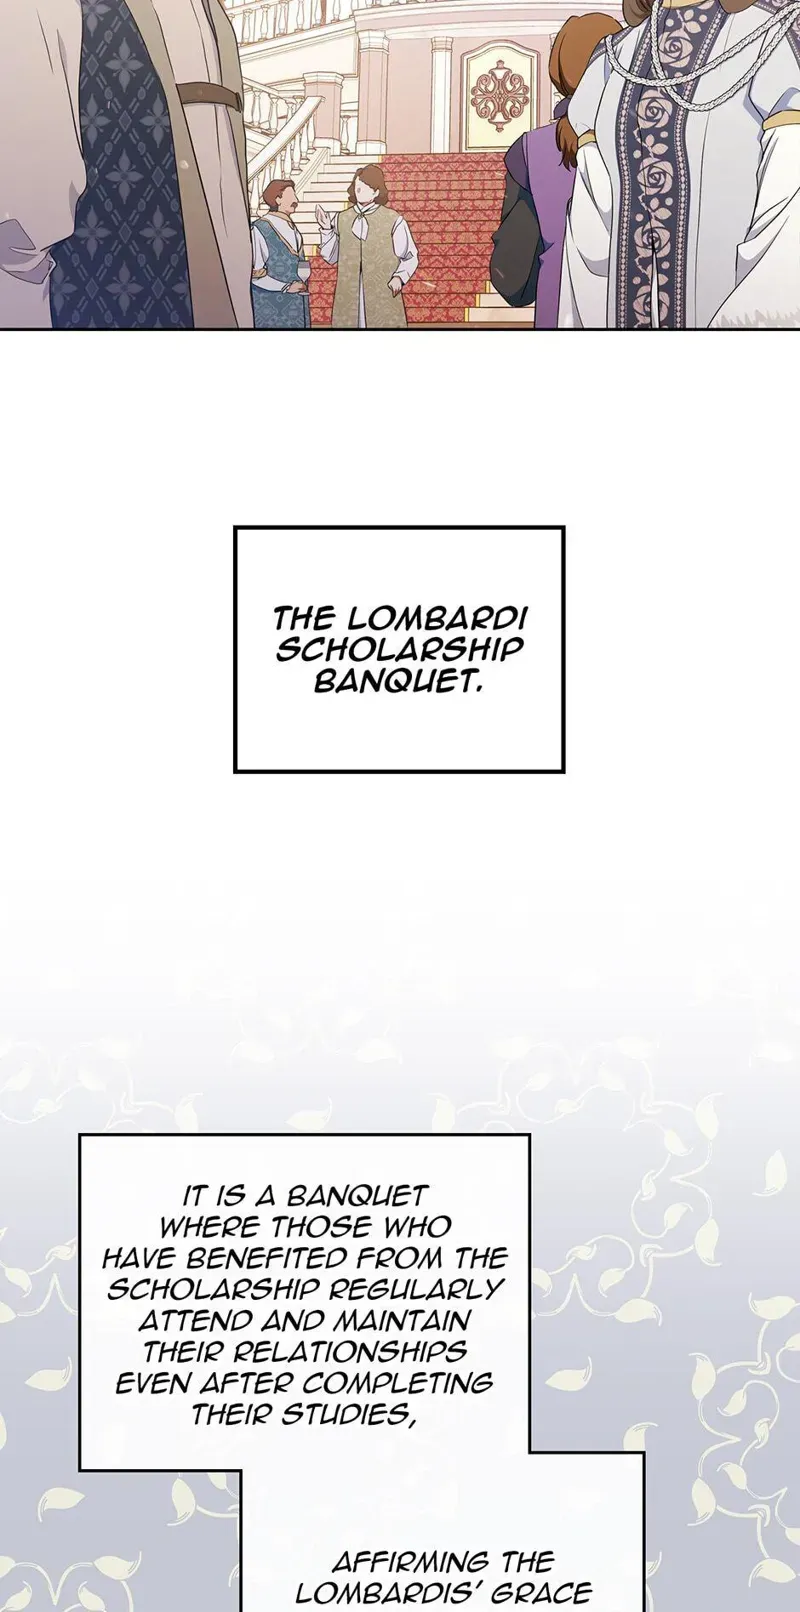 THE LOMBARDI
SCHOLARSHIP
BANQUET.
IT IS A BANQUET
WHERE THOSE WHO
HAVE BENEFITED FROM THE
SCHOLARSHIP REGULARLY
ATTEND AND MAINTAIN
THEIR RELATIONSHIPS
EVEN AFTER COMPLETING
THEIR STUDIES,
AFFIRMING THE
LOMBARDIS' GRACE